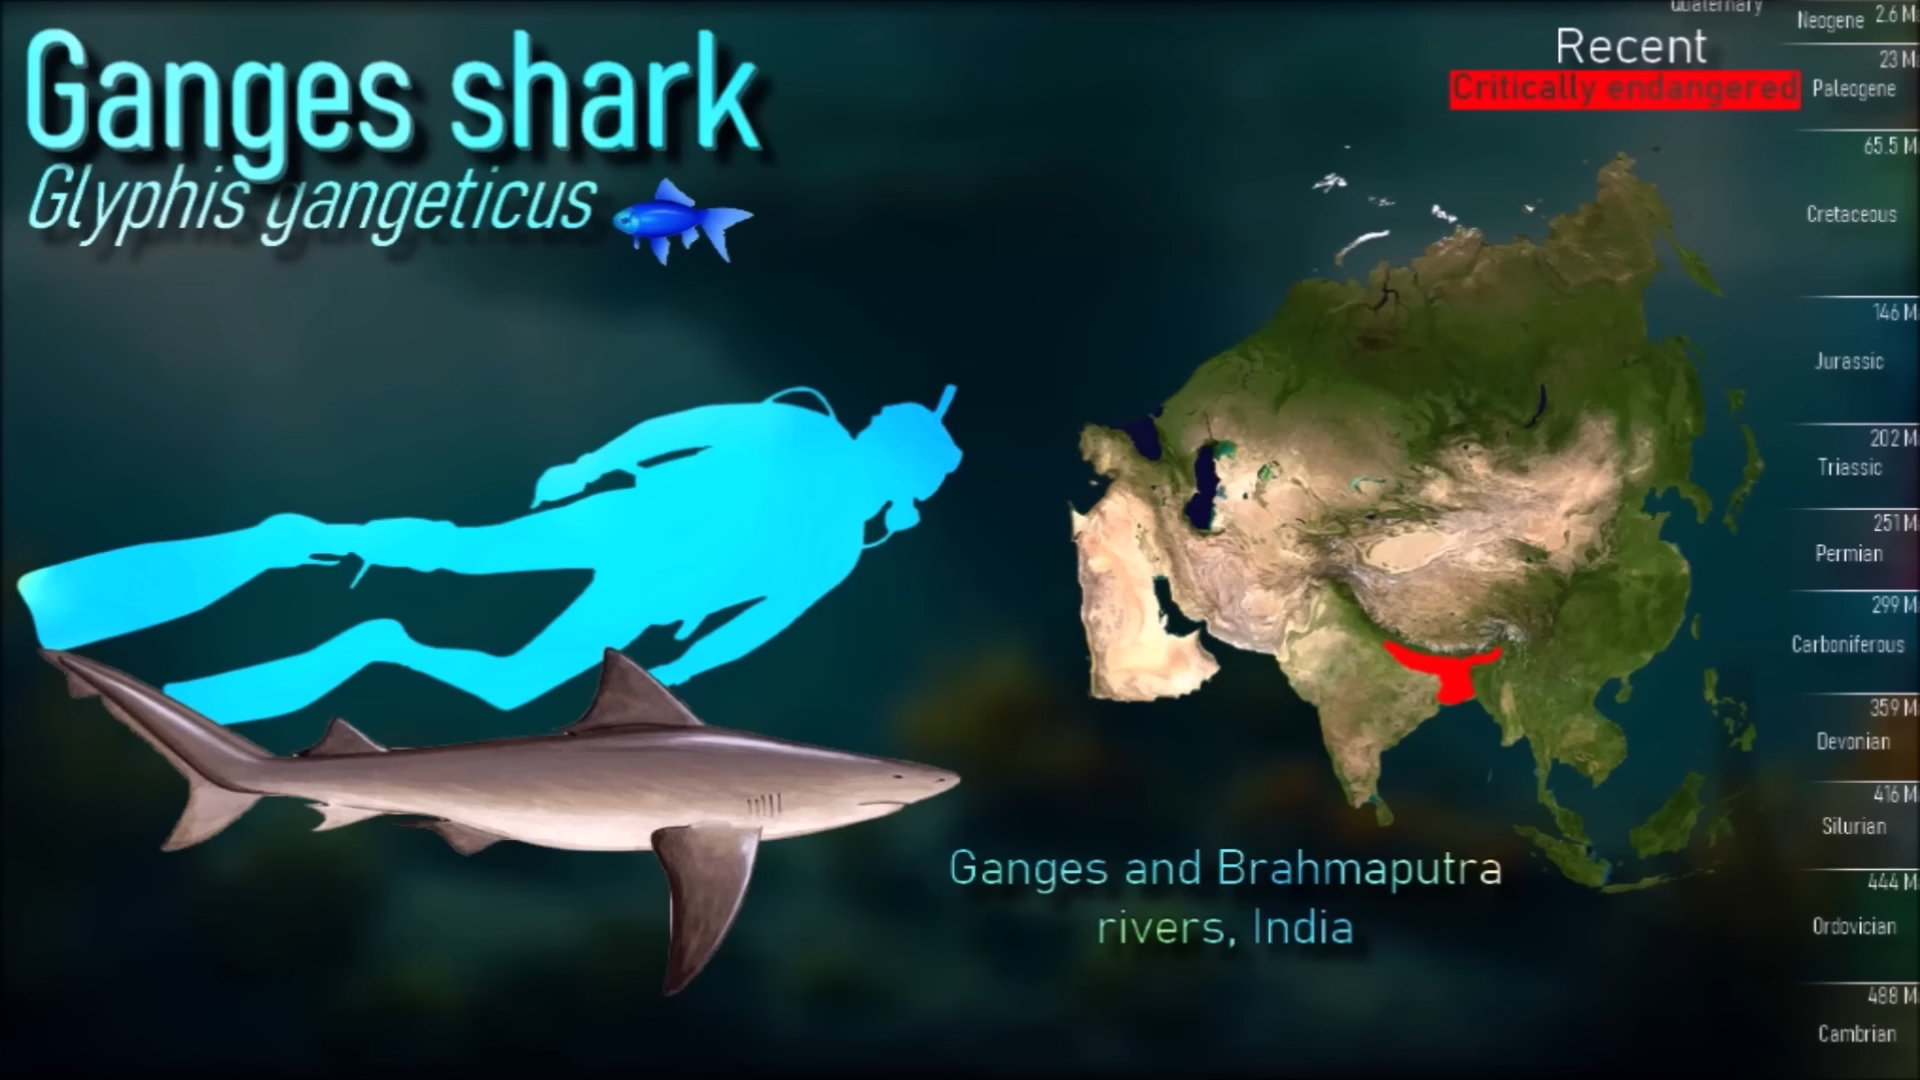 Ganges shark
Glyphis gangeticus
Recent
Critically endangered
Ganges and Brahmaputra
rivers, India
Quaternary
Neogene 2.6 M
23 M
Paleogene
65.5 M
Cretaceous
146 M
Jurassic
202 M
Triassic
251 M
Permian
299 M
Carboniferous
359 M
Devonian
416 M
Silurian
444 M
Ordovician
488 M
Cambrian